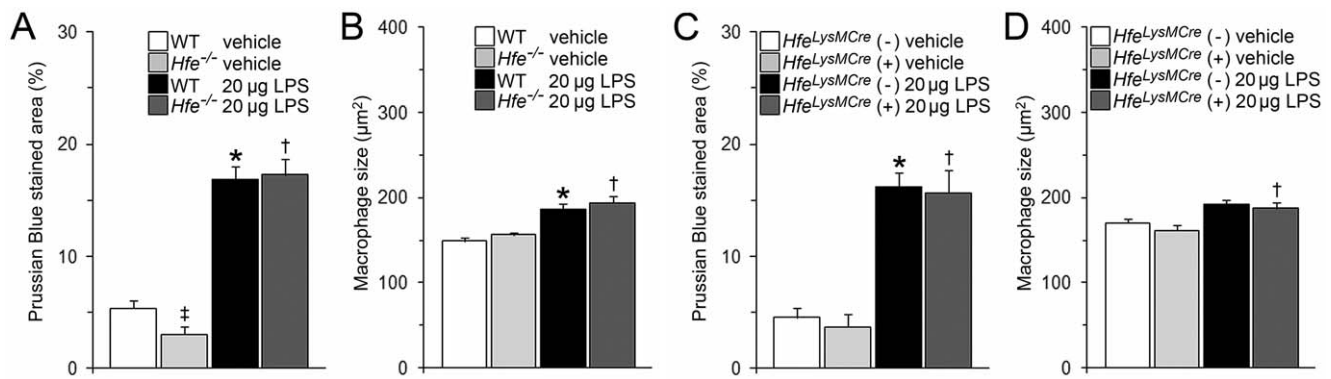 A
Prussian Blue stained area (%)
30
20
10
0
WT vehicle
Hfe-/- vehicle
WT 20 µg LPS
Hfe-/- 20 µg LPS
‡
*
†
B
Macrophage size (µm²)
400
300
200
100
0
WT vehicle
Hfe-/- vehicle
WT 20 µg LPS
Hfe-/- 20 µg LPS
*
†
C
Prussian Blue stained area (%)
30
20
10
0
HfeLysMCre (-) vehicle
HfeLysMCre (+) vehicle
HfeLysMCre (-) 20 µg LPS
HfeLysMCre (+) 20 µg LPS
*
†
D
Macrophage size (µm²)
400
300
200
100
0
HfeLysMCre (-) vehicle
HfeLysMCre (+) vehicle
HfeLysMCre (-) 20 µg LPS
HfeLysMCre (+) 20 µg LPS
†